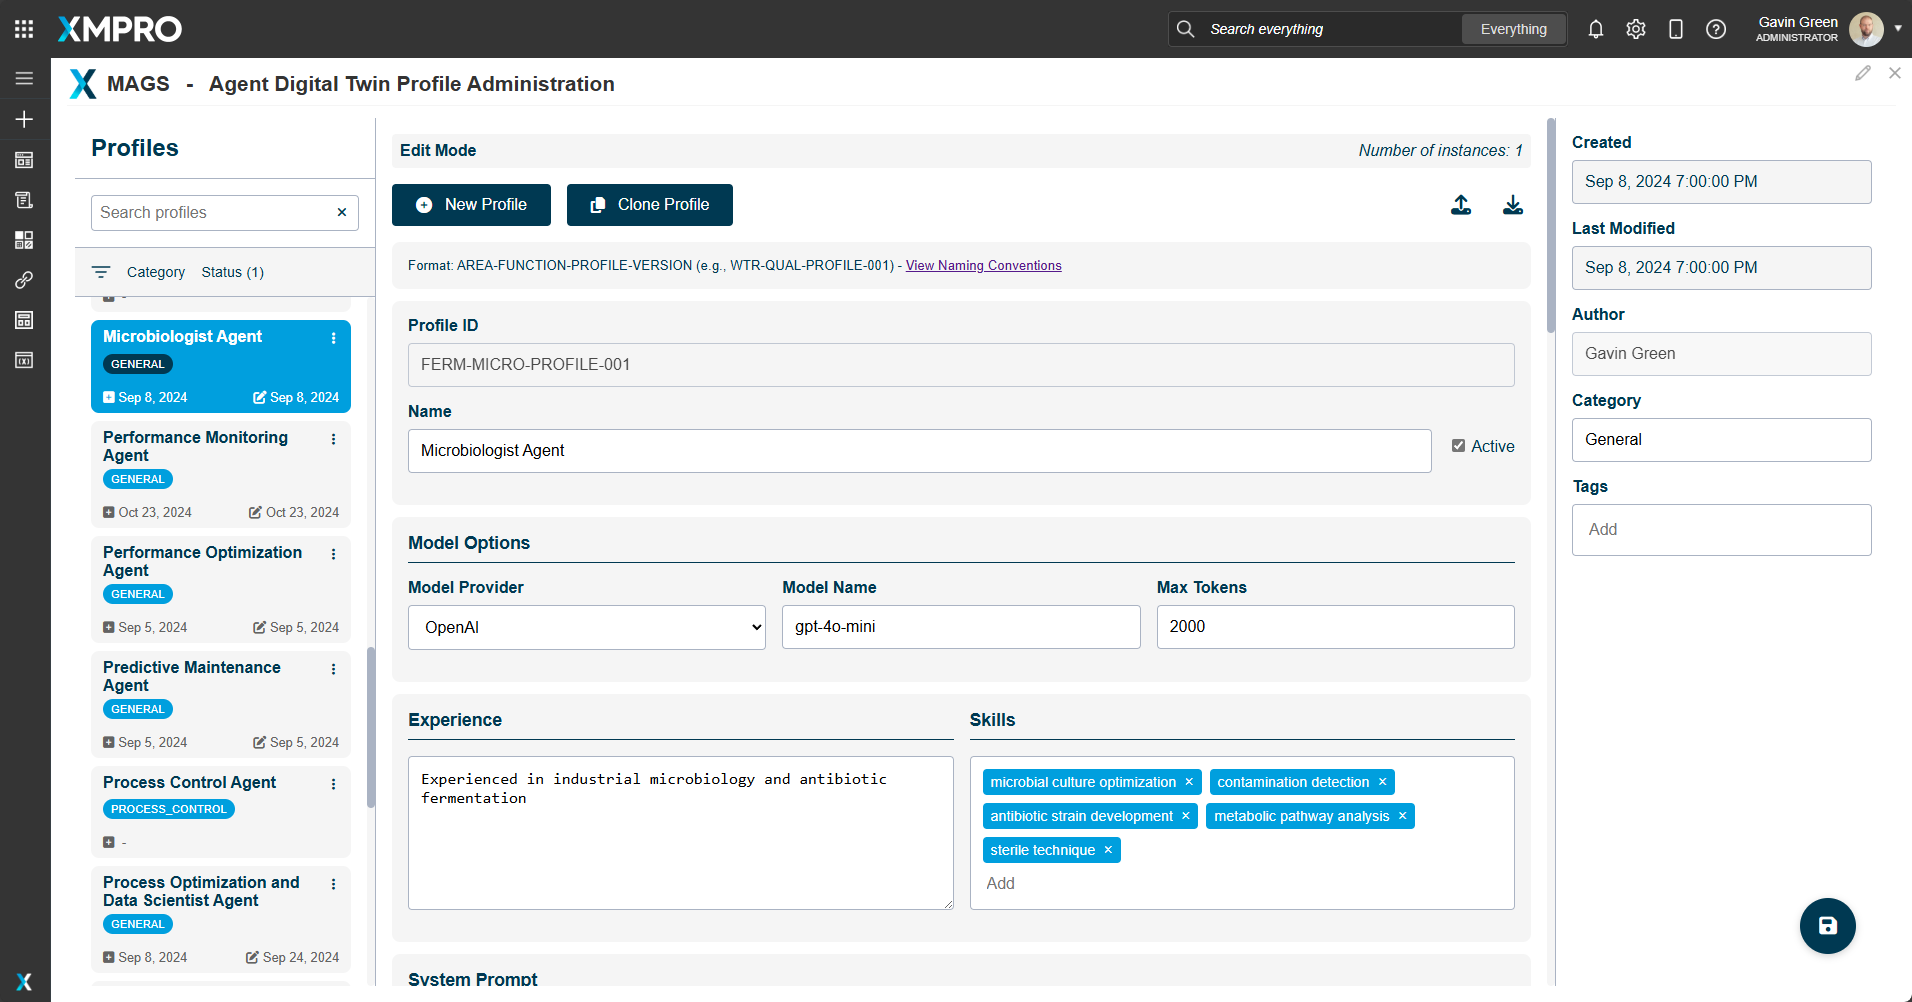 XMPRO
Search everything
Everything
Gavin Green
ADMINISTRATOR
MAGS - Agent Digital Twin Profile Administration
Profiles
Search profiles
Category Status (1)
-
Microbiologist Agent
GENERAL
Sep 8, 2024 Sep 8, 2024
Performance Monitoring
Agent
GENERAL
Oct 23, 2024 Oct 23, 2024
Performance Optimization
Agent
GENERAL
Sep 5, 2024 Sep 5, 2024
Predictive Maintenance
Agent
GENERAL
Sep 5, 2024 Sep 5, 2024
Process Control Agent
PROCESS_CONTROL
-
Process Optimization and
Data Scientist Agent
GENERAL
Sep 8, 2024 Sep 24, 2024
Edit Mode
Number of instances: 1
New Profile
Clone Profile
Format: AREA-FUNCTION-PROFILE-VERSION (e.g., WTR-QUAL-PROFILE-001) - View Naming Conventions
Profile ID
FERM-MICRO-PROFILE-001
Name
Microbiologist Agent
Active
Model Options
Model Provider
OpenAI
Model Name
gpt-4o-mini
Max Tokens
2000
Experience
Experienced in industrial microbiology and antibiotic
fermentation
Skills
microbial culture optimization ×
contamination detection ×
antibiotic strain development ×
metabolic pathway analysis ×
sterile technique ×
Add
System Prompt
Created
Sep 8, 2024 7:00:00 PM
Last Modified
Sep 8, 2024 7:00:00 PM
Author
Gavin Green
Category
General
Tags
Add